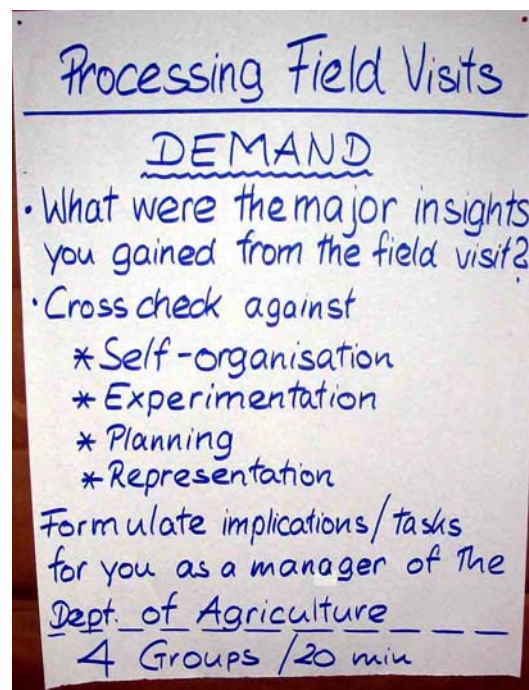 Processing Field Visits
DEMAND
• What were the major insights
you gained from the field visit?
• Cross check against
* Self-organisation
* Experimentation
* Planning
* Representation
Formulate implications/tasks
for you as a manager of the
Dept. of Agriculture
4 Groups /20 min